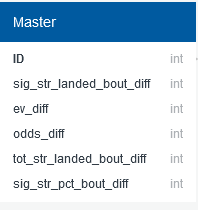 Master
ID int
sig_str_landed_bout_diff int
ev_diff int
odds_diff int
tot_str_landed_bout_diff int
sig_str_pct_bout_diff int